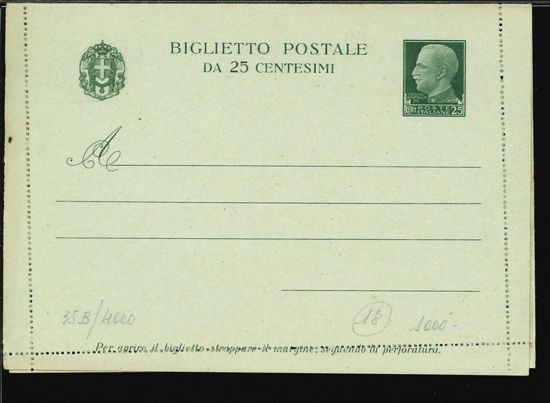 BIGLIETTO POSTALE
DA 25 CENTESIMI
POSTE
ITALIANE
25
A
35B/4000
18
1000-
Per aprire il biglietto strappare il margine, seguendo la perforatura.